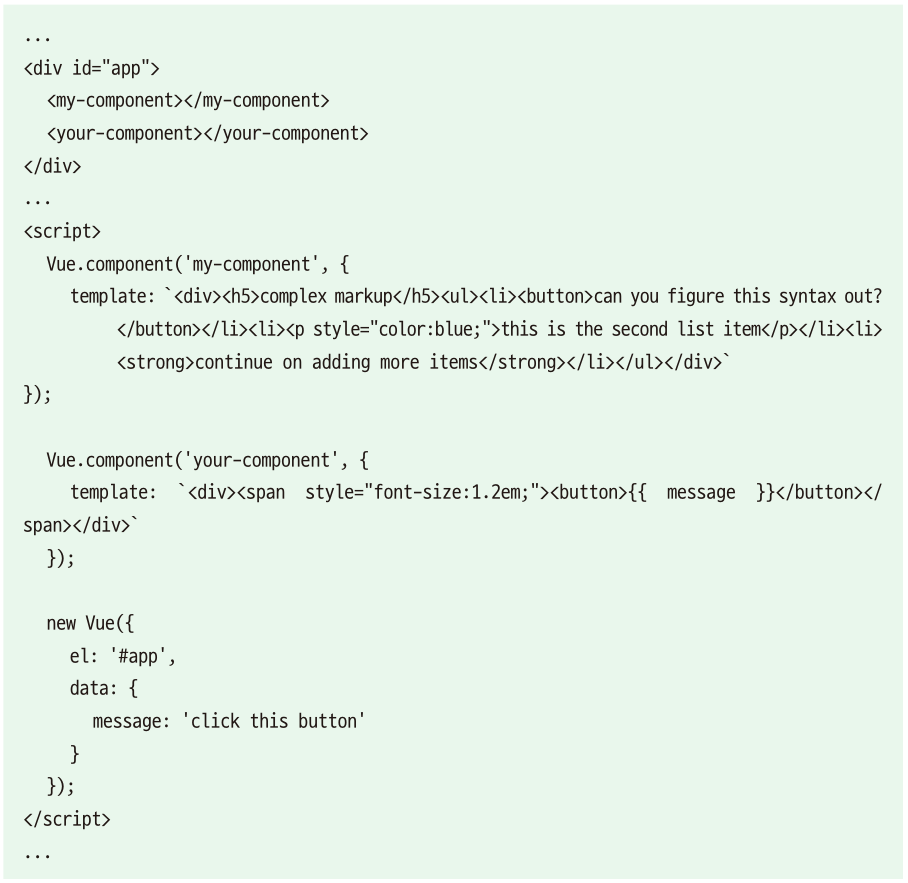 ...
<div id="app">
  <my-component></my-component>
  <your-component></your-component>
</div>
...
<script>
  Vue.component('my-component', {
    template: `<div><h5>complex markup</h5><ul><li><button>can you figure this syntax out?
        </button></li><li><p style="color:blue;">this is the second list item</p></li><li>
        <strong>continue on adding more items</strong></li></ul></div>`
});

  Vue.component('your-component', {
    template: `<div><span style="font-size:1.2em;"><button>{{ message }}</button></
span></div>`
  });

  new Vue({
    el: '#app',
    data: {
      message: 'click this button'
    }
  });
</script>
...